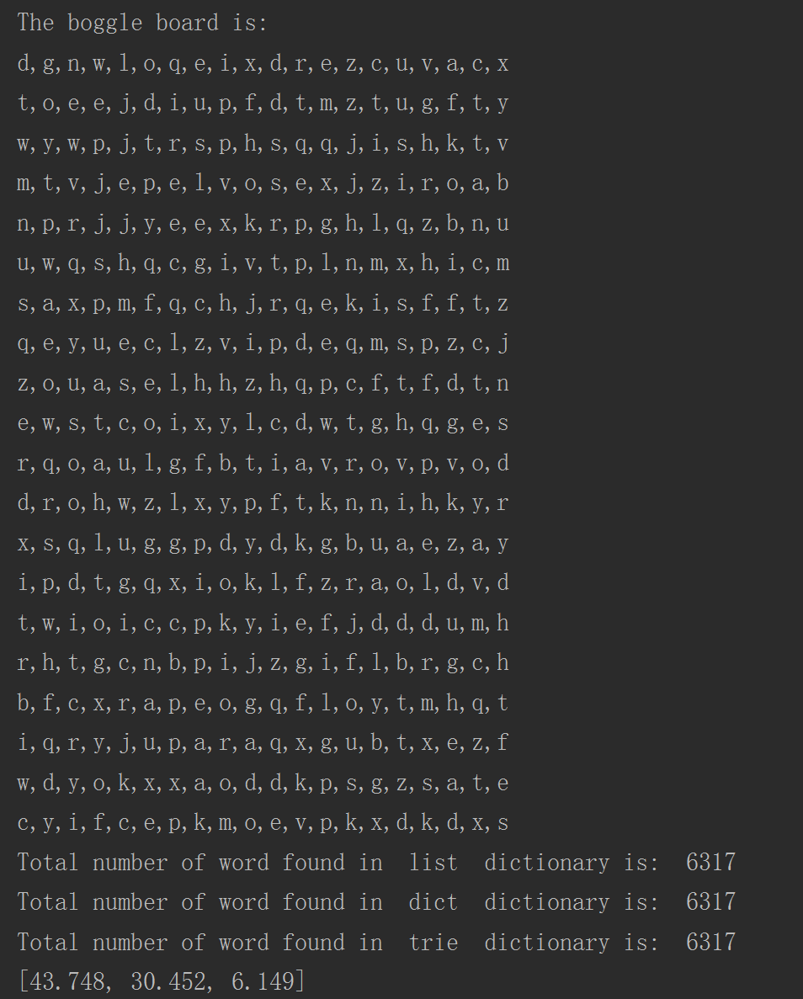 The boggle board is:
d,g,n,w,l,o,q,e,i,x,d,r,e,z,c,u,v,a,c,x
t,o,e,e,j,d,i,u,p,f,d,t,m,z,t,u,g,f,t,y
w,y,w,p,j,t,r,s,p,h,s,q,q,j,i,s,h,k,t,v
m,t,v,j,e,p,e,l,v,o,s,e,x,j,z,i,r,o,a,b
n,p,r,j,j,y,e,e,x,k,r,p,g,h,l,q,z,b,n,u
u,w,q,s,h,q,c,g,i,v,t,p,l,n,m,x,h,i,c,m
s,a,x,p,m,f,q,c,h,j,r,q,e,k,i,s,f,f,t,z
q,e,y,u,e,c,l,z,v,i,p,d,e,q,m,s,p,z,c,j
z,o,u,a,s,e,l,h,h,z,h,q,p,c,f,t,f,d,t,n
e,w,s,t,c,o,i,x,y,l,c,d,w,t,g,h,q,g,e,s
r,q,o,a,u,l,g,f,b,t,i,a,v,r,o,v,p,v,o,d
d,r,o,h,w,z,l,x,y,p,f,t,k,n,n,i,h,k,y,r
x,s,q,l,u,g,g,p,d,y,d,k,g,b,u,a,e,z,a,y
i,p,d,t,g,q,x,i,o,k,l,f,z,r,a,o,l,d,v,d
t,w,i,o,i,c,c,p,k,y,i,e,f,j,d,d,d,u,m,h
r,h,t,g,c,n,b,p,i,j,z,g,i,f,l,b,r,g,c,h
b,f,c,x,r,a,p,e,o,g,q,f,l,o,y,t,m,h,q,t
i,q,r,y,j,u,p,a,r,a,q,x,g,u,b,t,x,e,z,f
w,d,y,o,k,x,x,a,o,d,d,k,p,s,g,z,s,a,t,e
c,y,i,f,c,e,p,k,m,o,e,v,p,k,x,d,k,d,x,s
Total number of word found in  list  dictionary is:  6317
Total number of word found in  dict  dictionary is:  6317
Total number of word found in  trie  dictionary is:  6317
[43.748, 30.452, 6.149]